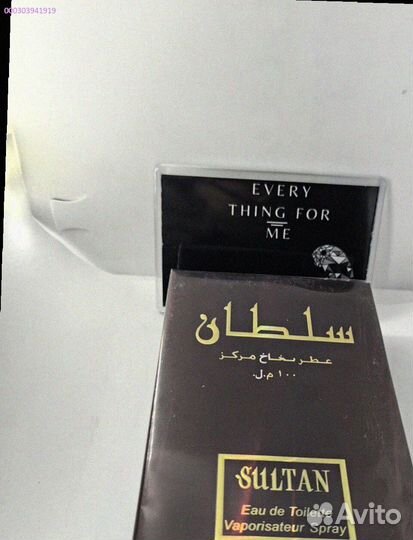 000303941919
EVERY
THING FOR
ME
سلطان
عطر بخاخ مركز
١٠٠ م.ل.
SULTAN
Eau de Toilette
Vaporisateur Spray
Avito